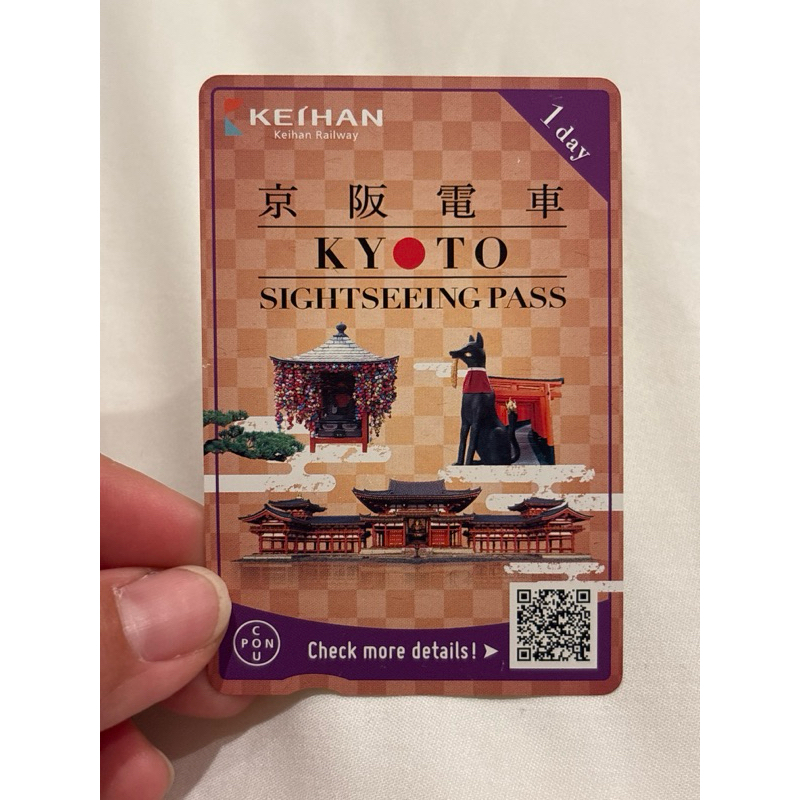 KEIHAN
Keihan Railway
1 day
京阪電車
KYOTO
SIGHTSEEING PASS
COUPON
Check more details!